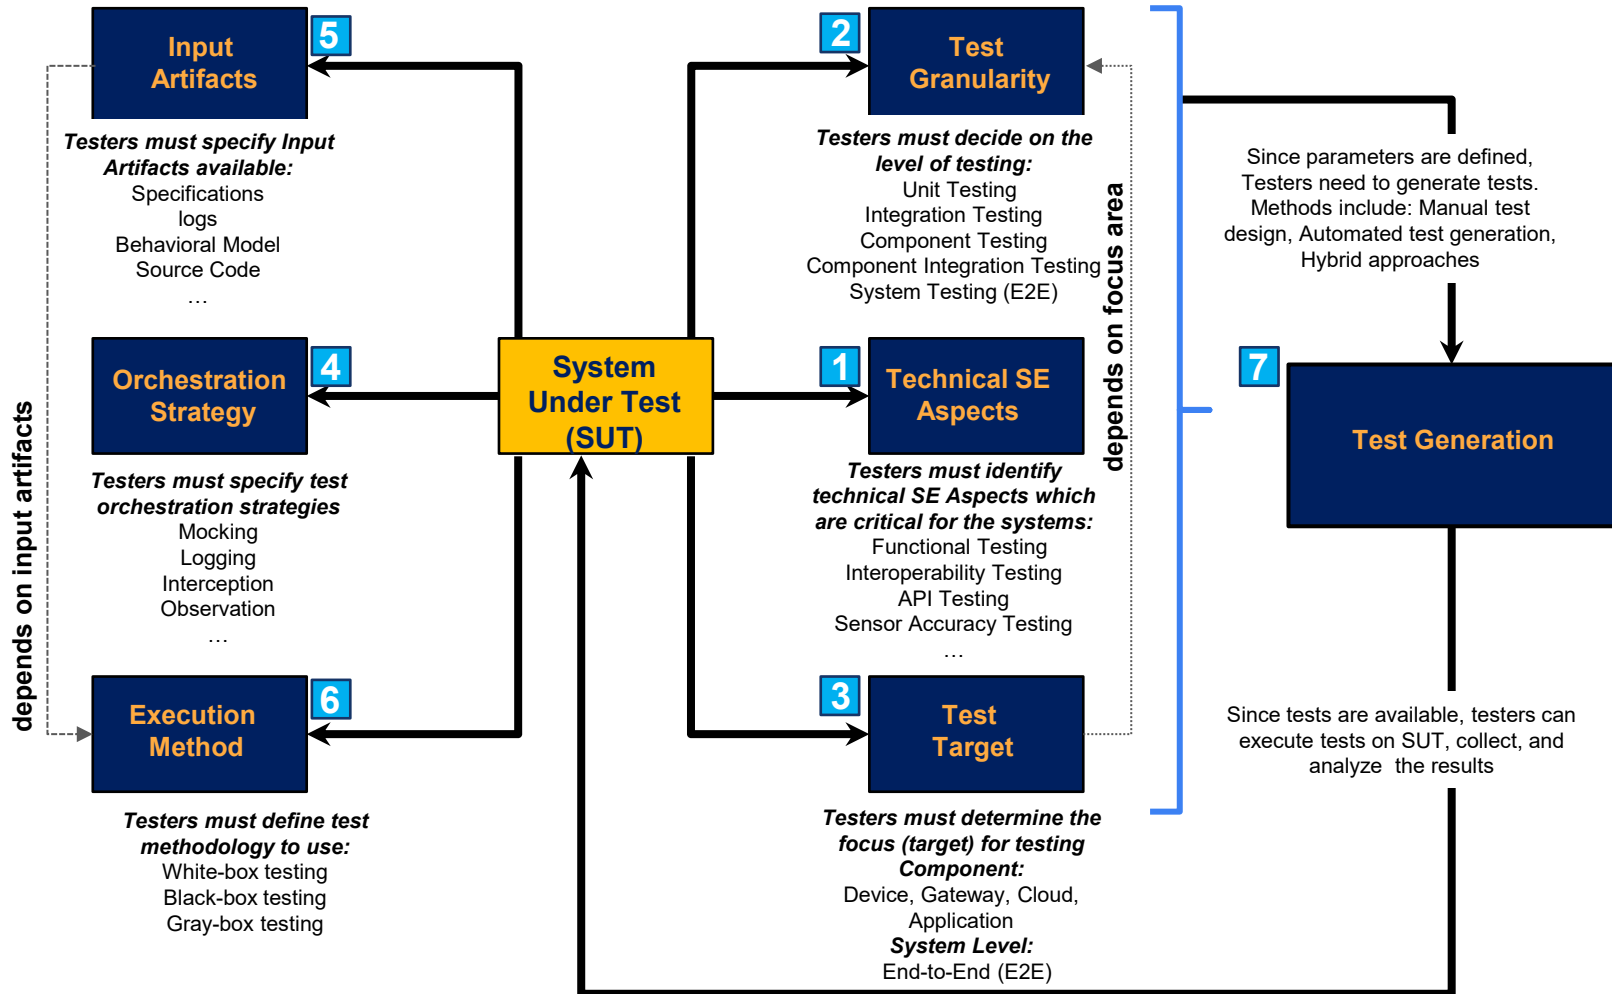 5
Input
Artifacts
Testers must specify Input
Artifacts available:
Specifications
logs
Behavioral Model
Source Code
…
4
Orchestration
Strategy
Testers must specify test
orchestration strategies
Mocking
Logging
Interception
Observation
…
6
Execution
Method
Testers must define test
methodology to use:
White-box testing
Black-box testing
Gray-box testing
depends on input artifacts
System
Under Test
(SUT)
2
Test
Granularity
Testers must decide on the
level of testing:
Unit Testing
Integration Testing
Component Testing
Component Integration Testing
System Testing (E2E)
1
Technical SE
Aspects
Testers must identify
technical SE Aspects which
are critical for the systems:
Functional Testing
Interoperability Testing
API Testing
Sensor Accuracy Testing
…
3
Test
Target
Testers must determine the
focus (target) for testing
Component:
Device, Gateway, Cloud,
Application
System Level:
End-to-End (E2E)
depends on focus area
Since parameters are defined,
Testers need to generate tests.
Methods include: Manual test
design, Automated test generation,
Hybrid approaches
7
Test Generation
Since tests are available, testers can
execute tests on SUT, collect, and
analyze  the results